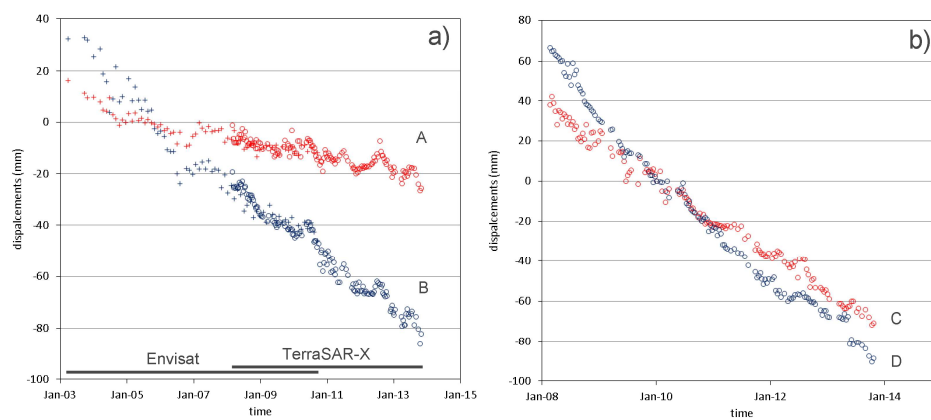 a)
displacements (mm)
40
20
0
-20
-40
-60
-80
-100
A
B
Envisat
TerraSAR-X
Jan-03
Jan-05
Jan-07
Jan-09
Jan-11
Jan-13
Jan-15
time
b)
dispalcements (mm)
80
60
40
20
0
-20
-40
-60
-80
-100
C
D
Jan-08
Jan-10
Jan-12
Jan-14
time